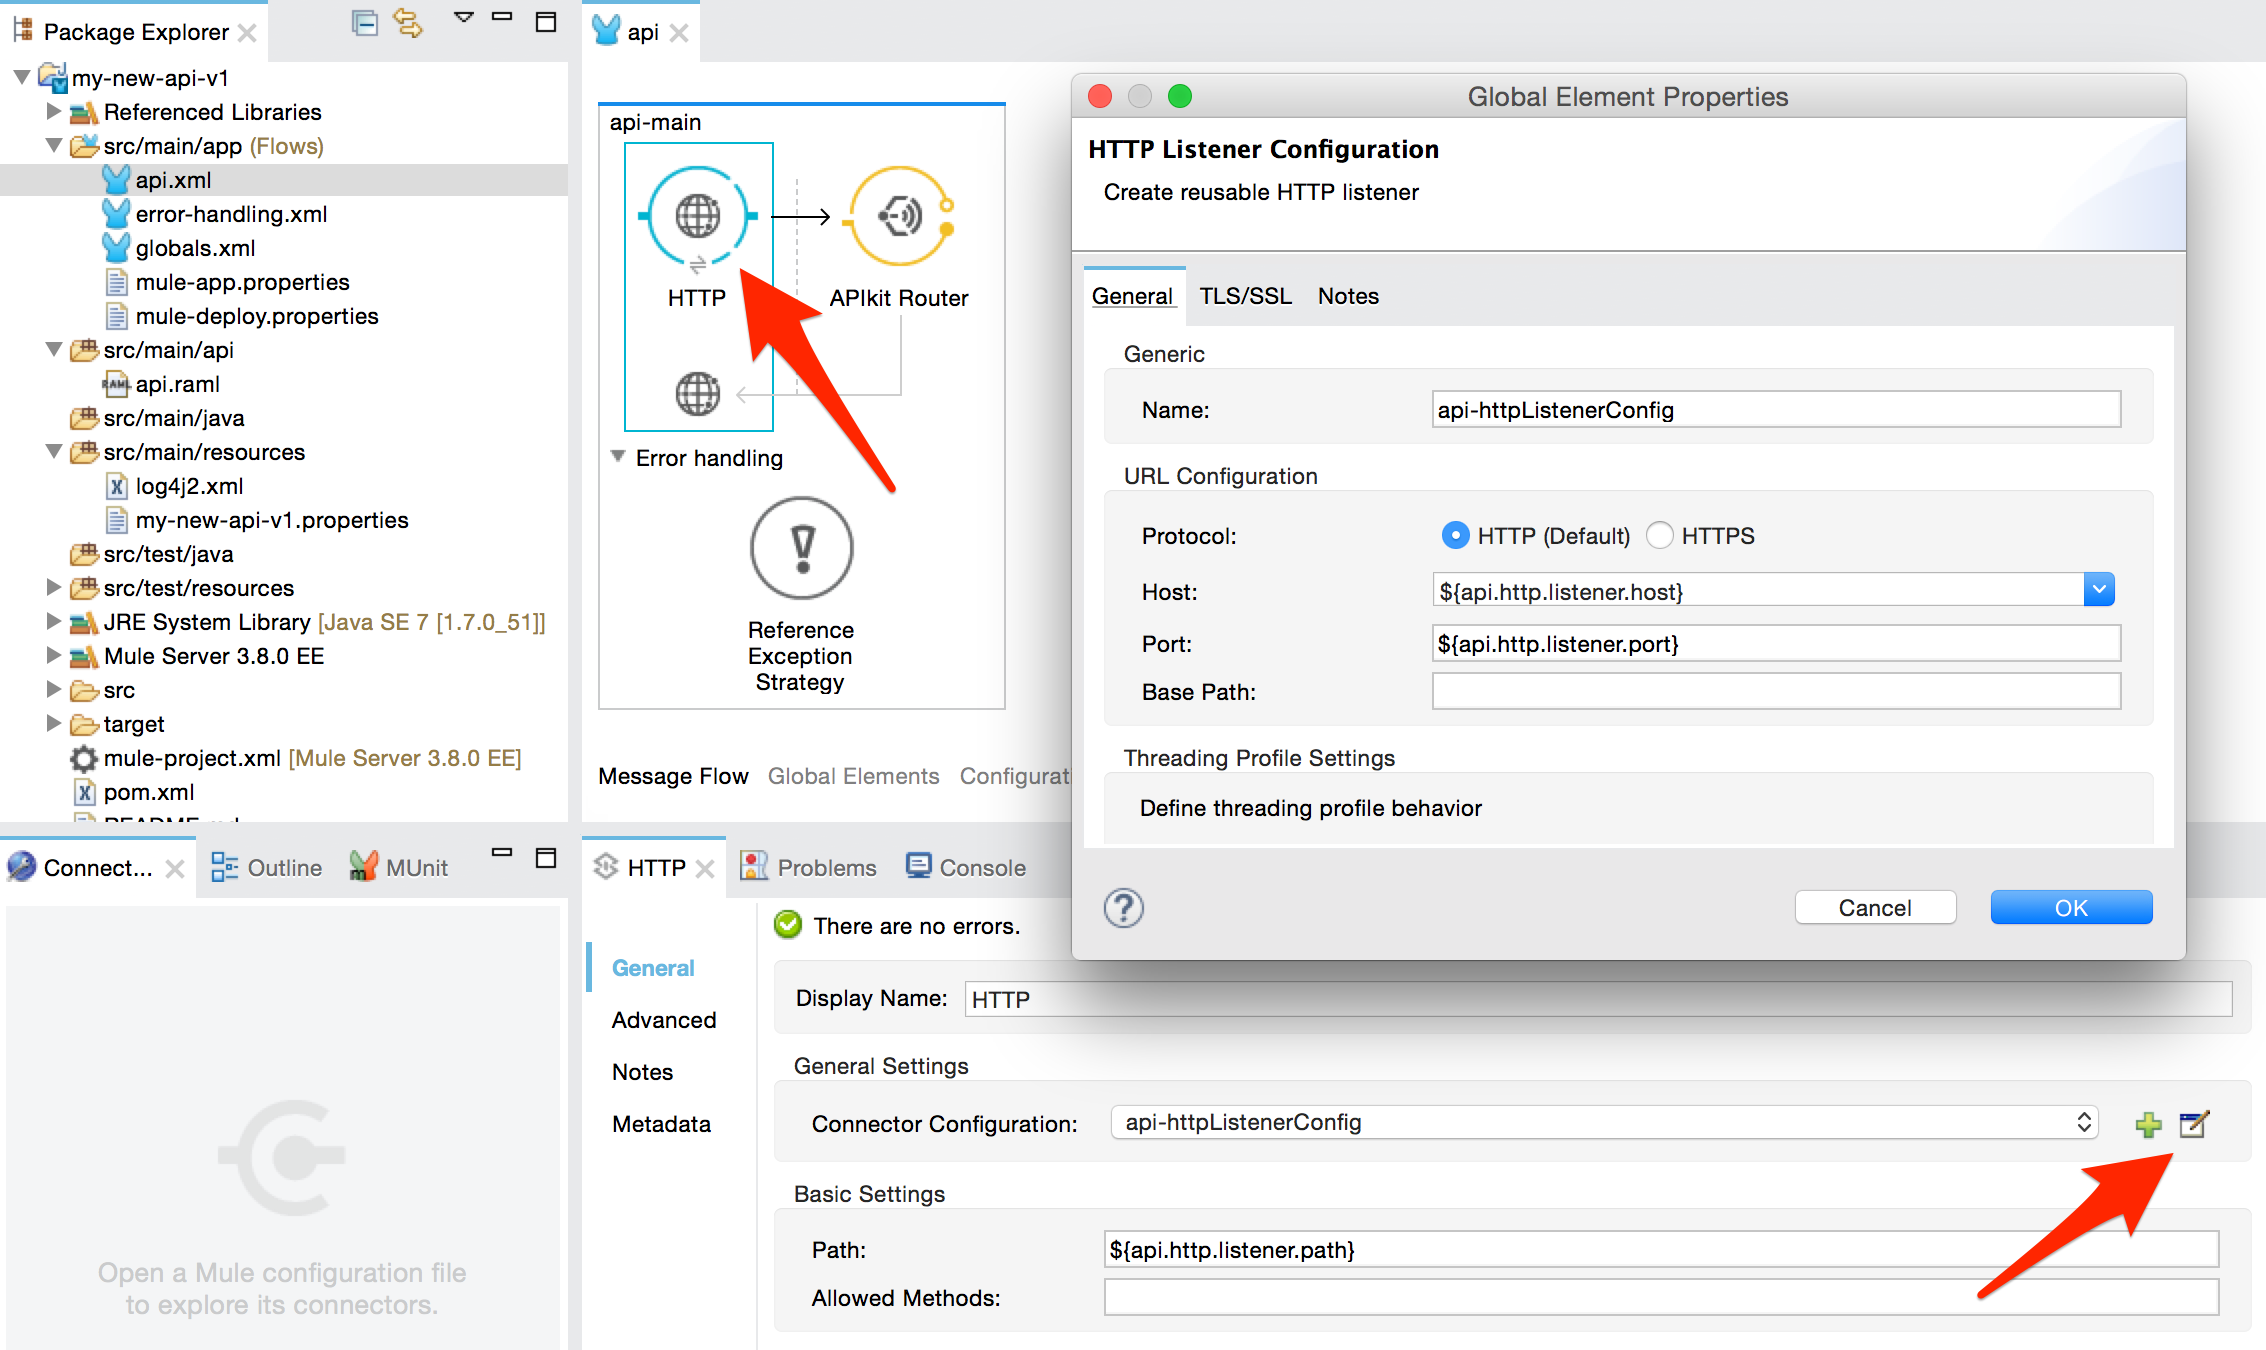 Package Explorer
my-new-api-v1
Referenced Libraries
src/main/app (Flows)
api.xml
error-handling.xml
globals.xml
mule-app.properties
mule-deploy.properties
src/main/api
RAML api.raml
src/main/java
src/main/resources
X log4j2.xml
my-new-api-v1.properties
src/test/java
src/test/resources
JRE System Library [Java SE 7 [1.7.0_51]]
Mule Server 3.8.0 EE
src
target
mule-project.xml [Mule Server 3.8.0 EE]
X pom.xml
api
api-main
HTTP
APIkit Router
Error handling
Reference
Exception
Strategy
Message Flow Global Elements Configurati
Global Element Properties
HTTP Listener Configuration
Create reusable HTTP listener
General TLS/SSL Notes
Generic
Name: api-httpListenerConfig
URL Configuration
Protocol: HTTP (Default) HTTPS
Host: ${api.http.listener.host}
Port: ${api.http.listener.port}
Base Path:
Threading Profile Settings
Define threading profile behavior
? Cancel OK
Connect... Outline MUnit
Open a Mule configuration file
to explore its connectors.
HTTP Problems Console
There are no errors.
General
Advanced
Notes
Metadata
Display Name: HTTP
General Settings
Connector Configuration: api-httpListenerConfig
Basic Settings
Path: ${api.http.listener.path}
Allowed Methods: